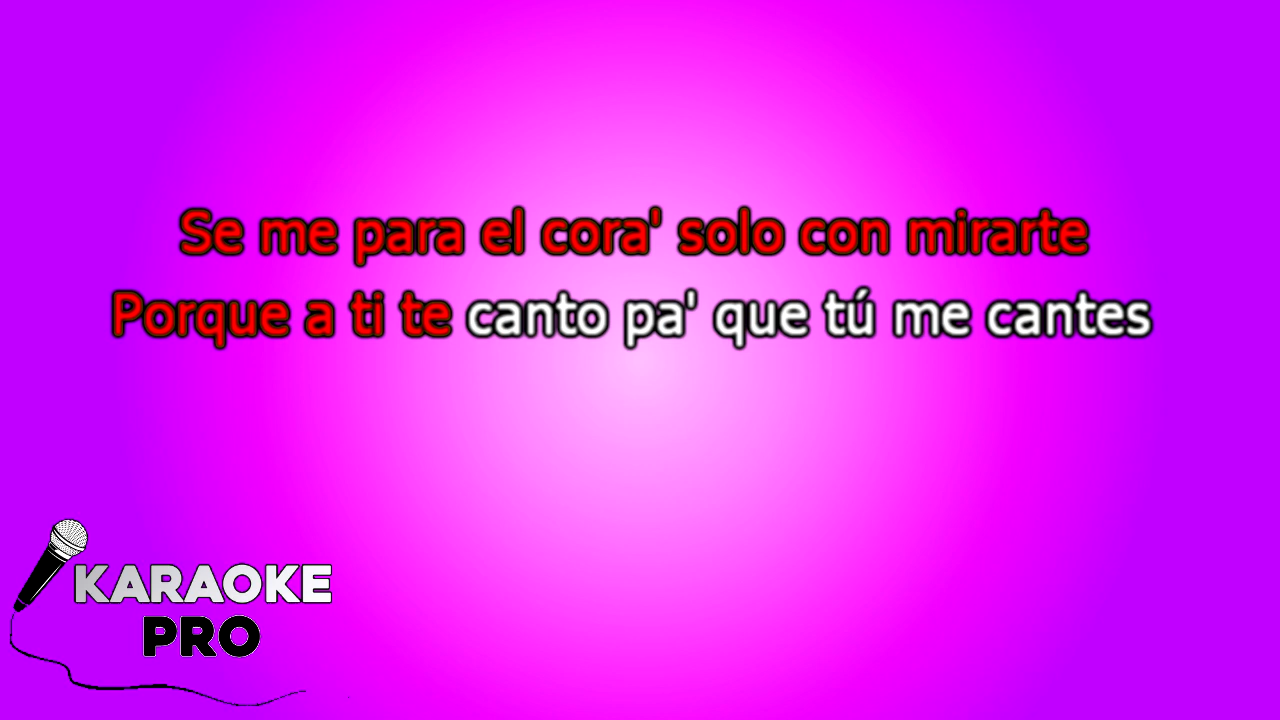 Se me para el cora' solo con mirarte
Porque a ti te canto pa' que tú me cantes
KARAOKE
PRO